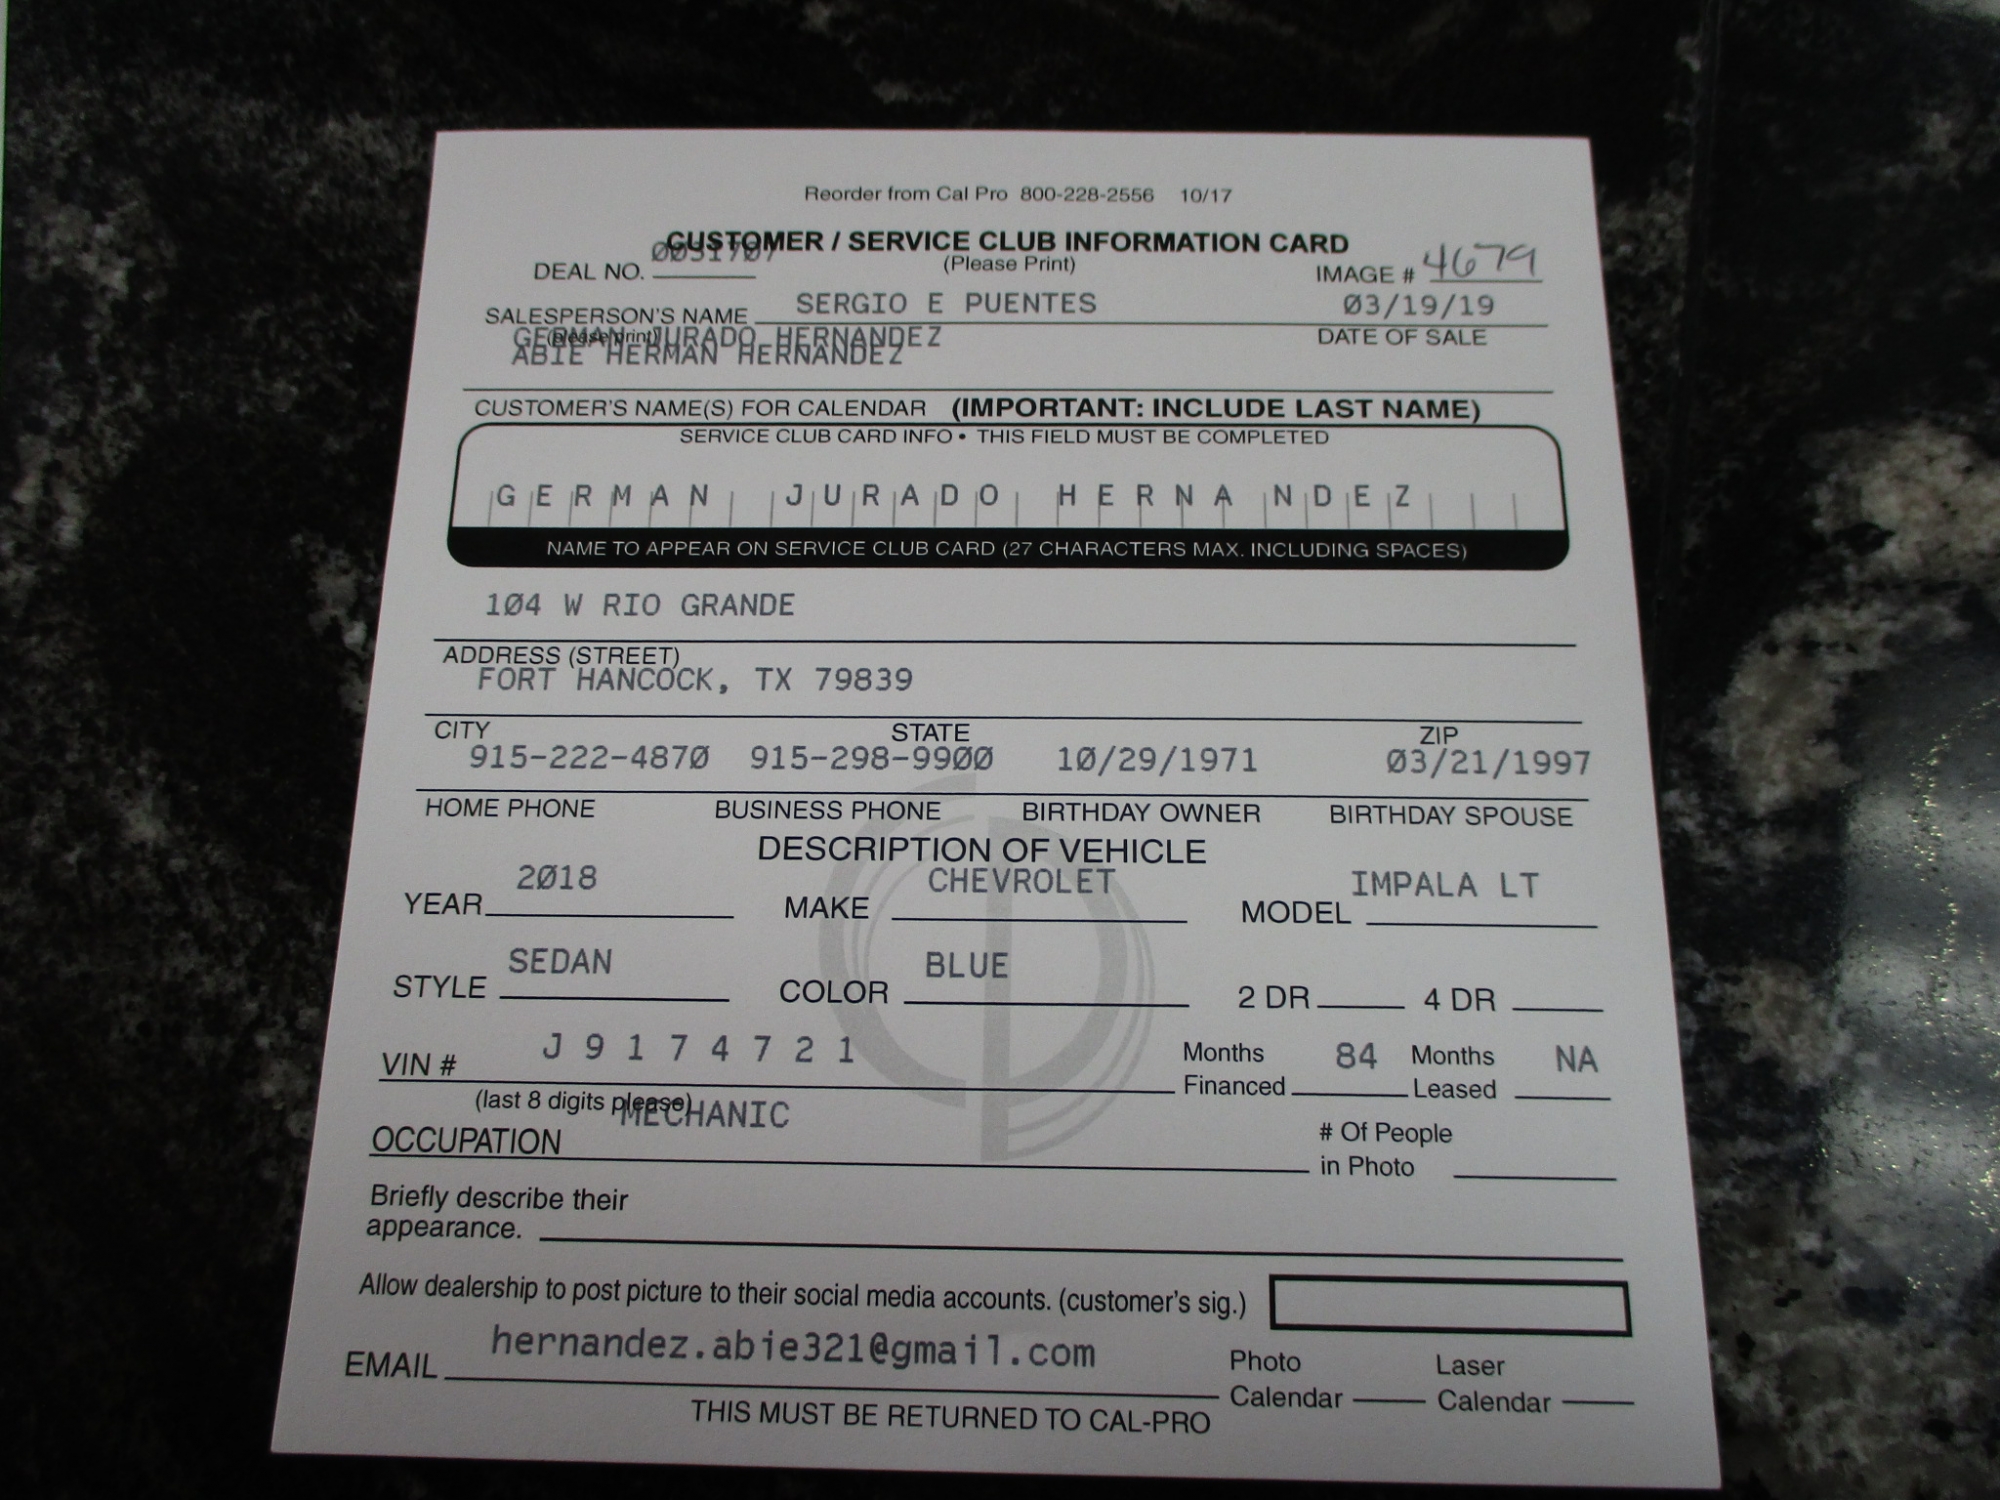 Reorder from Cal Pro 800-228-2556 10/17
CUSTOMER / SERVICE CLUB INFORMATION CARD
(Please Print)
DEAL NO. 0031707
IMAGE # 4679
SALESPERSON'S NAME SERGIO E PUENTES 03/19/19
(please print) DATE OF SALE
GERMAN JURADO HERNANDEZ
ABIE HERMAN HERNANDEZ
CUSTOMER'S NAME(S) FOR CALENDAR (IMPORTANT: INCLUDE LAST NAME)
SERVICE CLUB CARD INFO • THIS FIELD MUST BE COMPLETED
GERMAN JURADO HERNANDEZ
NAME TO APPEAR ON SERVICE CLUB CARD (27 CHARACTERS MAX. INCLUDING SPACES)
104 W RIO GRANDE
ADDRESS (STREET)
FORT HANCOCK, TX 79839
CITY STATE ZIP
915-222-4870 915-298-9900 10/29/1971 03/21/1997
HOME PHONE BUSINESS PHONE BIRTHDAY OWNER BIRTHDAY SPOUSE
DESCRIPTION OF VEHICLE
YEAR 2018 MAKE CHEVROLET MODEL IMPALA LT
STYLE SEDAN COLOR BLUE 2 DR 4 DR
VIN # J9174721 Months Financed 84 Months Leased NA
(last 8 digits please)
OCCUPATION MECHANIC # Of People in Photo
Briefly describe their
appearance.
Allow dealership to post picture to their social media accounts. (customer's sig.)
EMAIL hernandez.abie321@gmail.com Photo Calendar Laser Calendar
THIS MUST BE RETURNED TO CAL-PRO